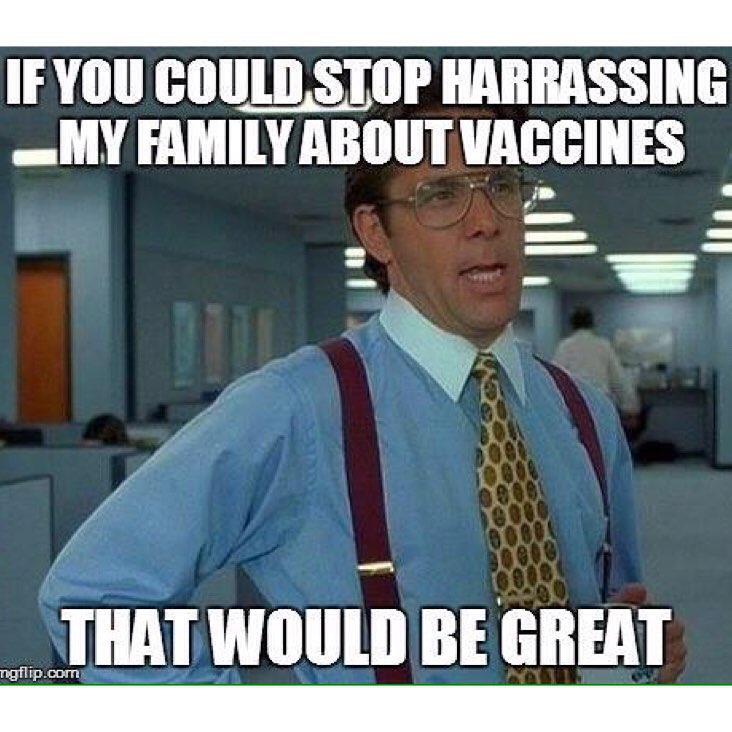 IF YOU COULD STOP HARRASSING
MY FAMILY ABOUT VACCINES
THAT WOULD BE GREAT
ngflip.com